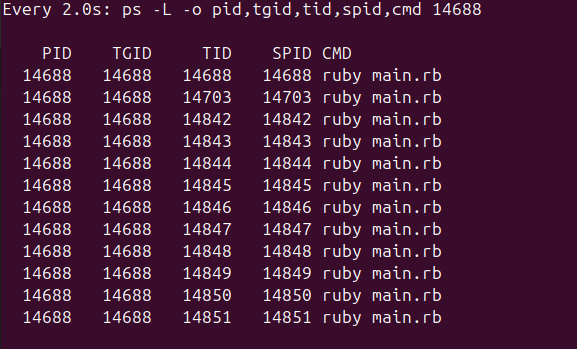 Every 2.0s: ps -L -o pid,tgid,tid,spid,cmd 14688
PID TGID TID SPID CMD
14688 14688 14688 14688 ruby main.rb
14688 14688 14703 14703 ruby main.rb
14688 14688 14842 14842 ruby main.rb
14688 14688 14843 14843 ruby main.rb
14688 14688 14844 14844 ruby main.rb
14688 14688 14845 14845 ruby main.rb
14688 14688 14846 14846 ruby main.rb
14688 14688 14847 14847 ruby main.rb
14688 14688 14848 14848 ruby main.rb
14688 14688 14849 14849 ruby main.rb
14688 14688 14850 14850 ruby main.rb
14688 14688 14851 14851 ruby main.rb